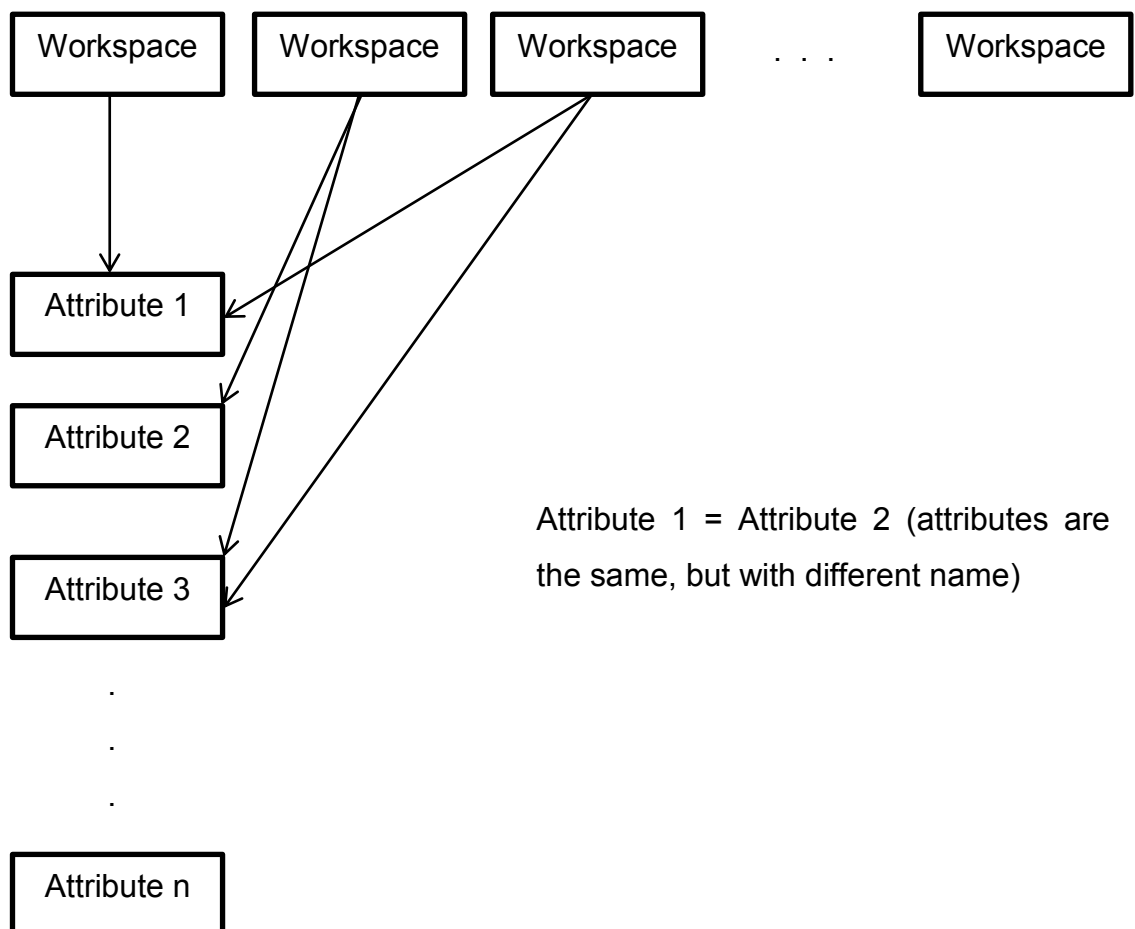 Workspace Workspace Workspace . . . Workspace
Attribute 1
Attribute 2
Attribute 1 = Attribute 2 (attributes are
the same, but with different name)
Attribute 3
.
.
.
Attribute n